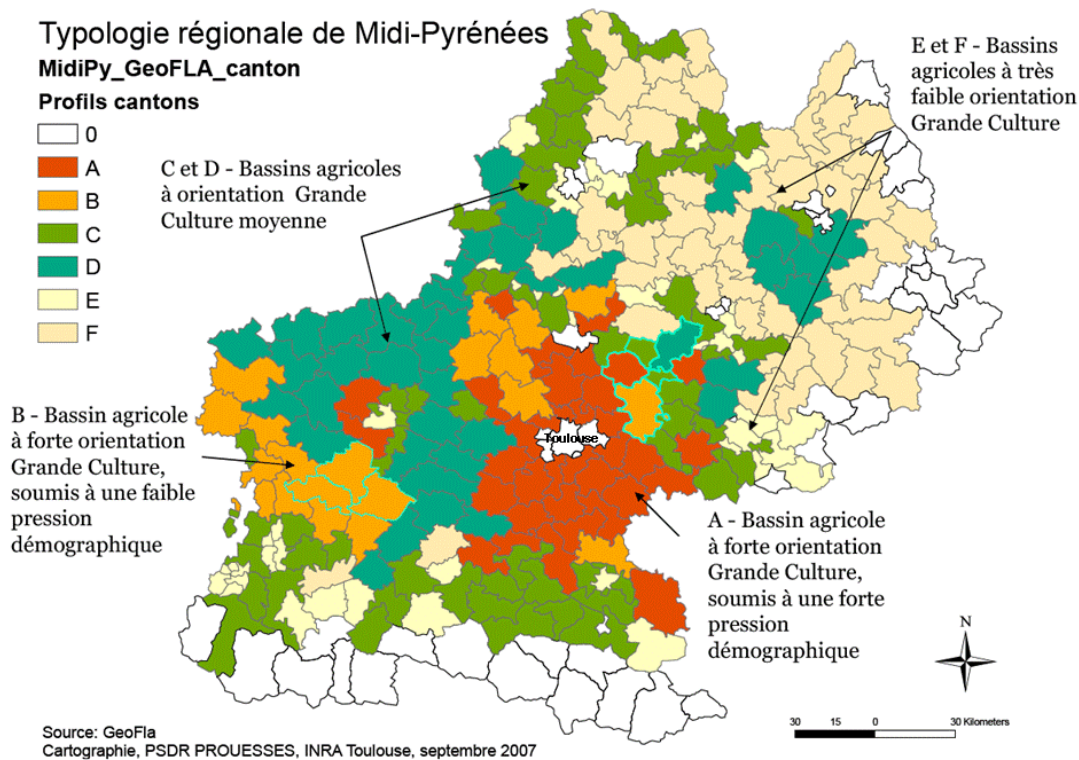 Typologie régionale de Midi-Pyrénées
MidiPy_GeoFLA_canton
Profils cantons
0
A
B
C
D
E
F
C et D - Bassins agricoles
à orientation Grande
Culture moyenne
E et F - Bassins
agricoles à très
faible orientation
Grande Culture
B - Bassin agricole
à forte orientation
Grande Culture,
soumis à une faible
pression
démographique
Toulouse
A - Bassin agricole
à forte orientation
Grande Culture,
soumis à une forte
pression
démographique
N
30 15 0 30 Kilometers
Source: GeoFla
Cartographie, PSDR PROUESSES, INRA Toulouse, septembre 2007